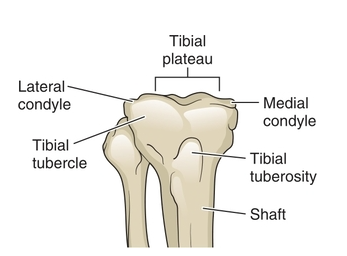 Tibial
plateau
Lateral
condyle
Medial
condyle
Tibial
tubercle
Tibial
tuberosity
Shaft